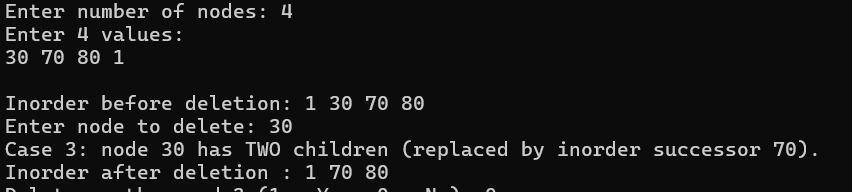 Enter number of nodes: 4
Enter 4 values:
30 70 80 1
Inorder before deletion: 1 30 70 80
Enter node to delete: 30
Case 3: node 30 has TWO children (replaced by inorder successor 70).
Inorder after deletion : 1 70 80